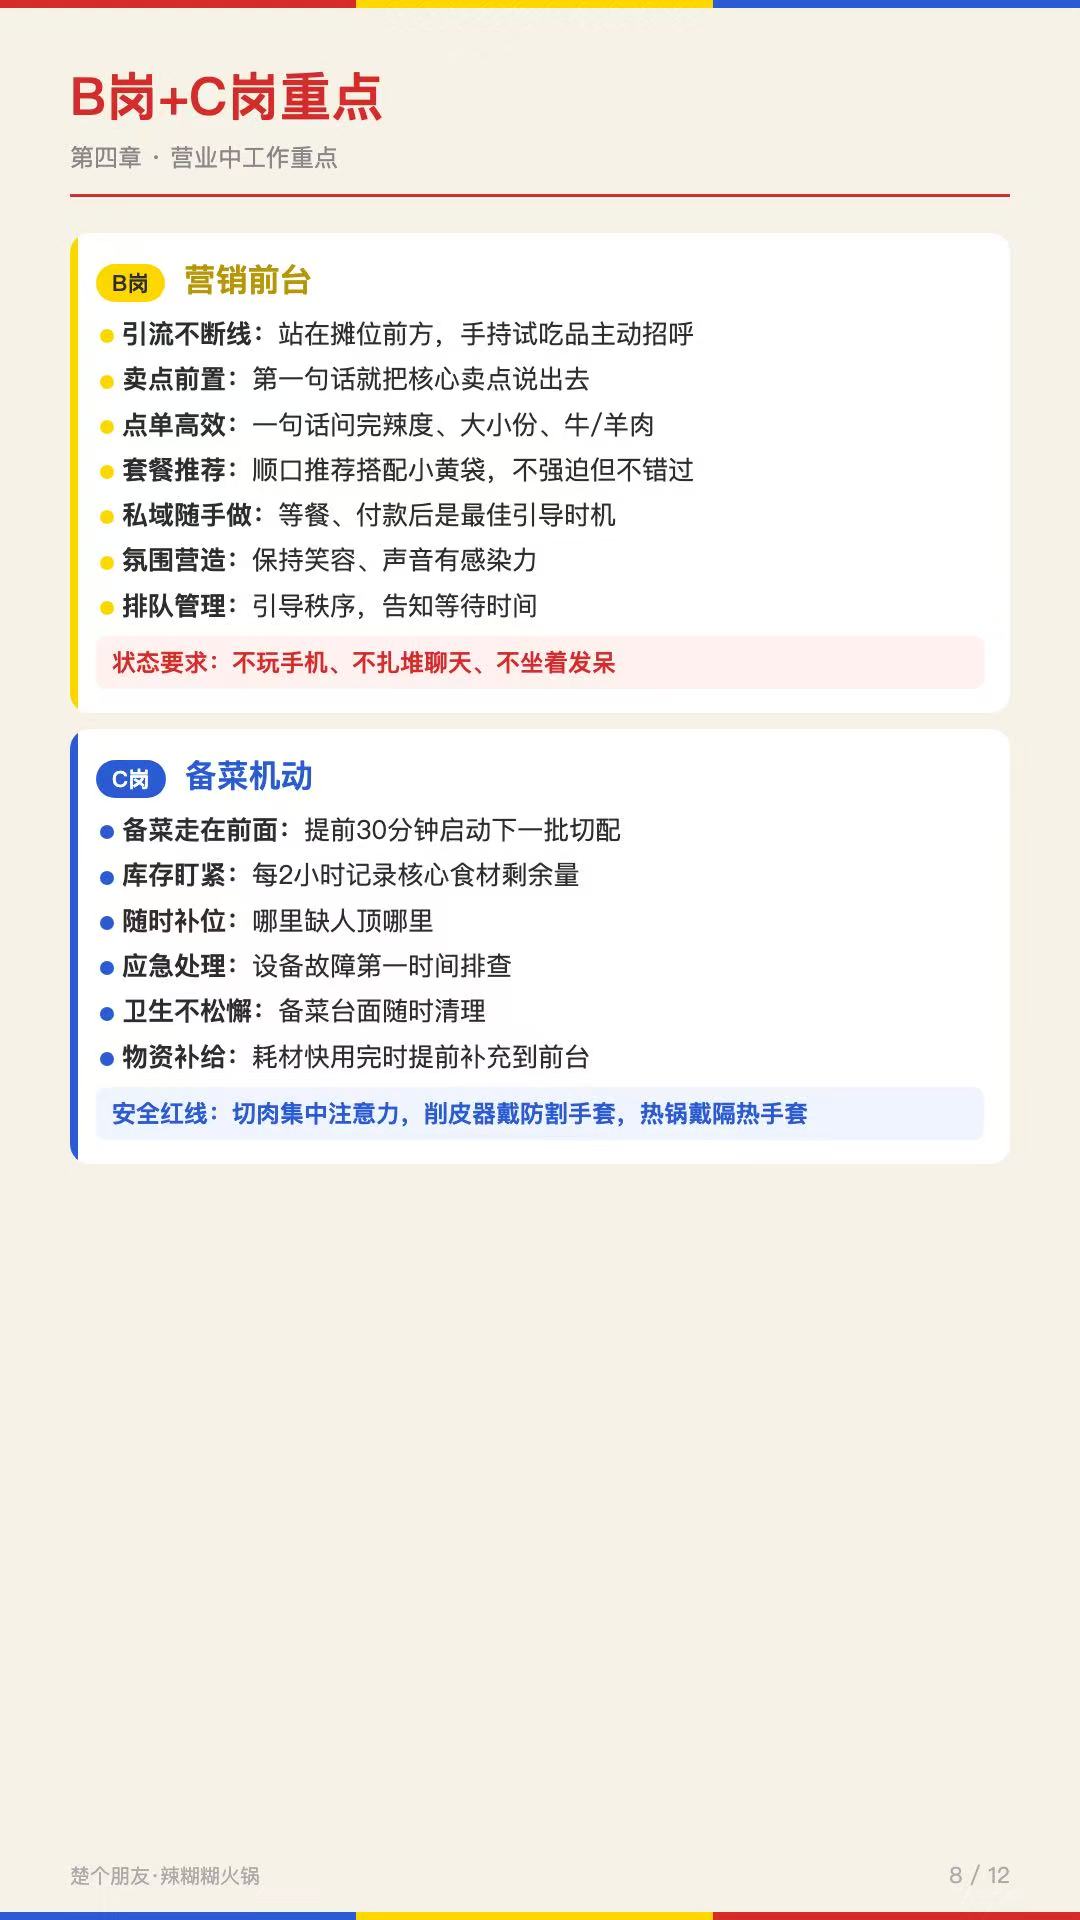 B岗+C岗重点
第四章 · 营业中工作重点
B岗 营销前台
引流不断线：站在摊位前方，手持试吃品主动招呼
卖点前置：第一句话就把核心卖点说出去
点单高效：一句话问完辣度、大小份、牛/羊肉
套餐推荐：顺口推荐搭配小黄袋，不强迫但不错过
私域随手做：等餐、付款后是最佳引导时机
氛围营造：保持笑容、声音有感染力
排队管理：引导秩序，告知等待时间
状态要求：不玩手机、不扎堆聊天、不坐着发呆
C岗 备菜机动
备菜走在前面：提前30分钟启动下一批切配
库存盯紧：每2小时记录核心食材剩余量
随时补位：哪里缺人顶哪里
应急处理：设备故障第一时间排查
卫生不松懈：备菜台面随时清理
物资补给：耗材快用完时提前补充到前台
安全红线：切肉集中注意力，削皮器戴防割手套，热锅戴隔热手套
楚个朋友·辣糊糊火锅
8 / 12